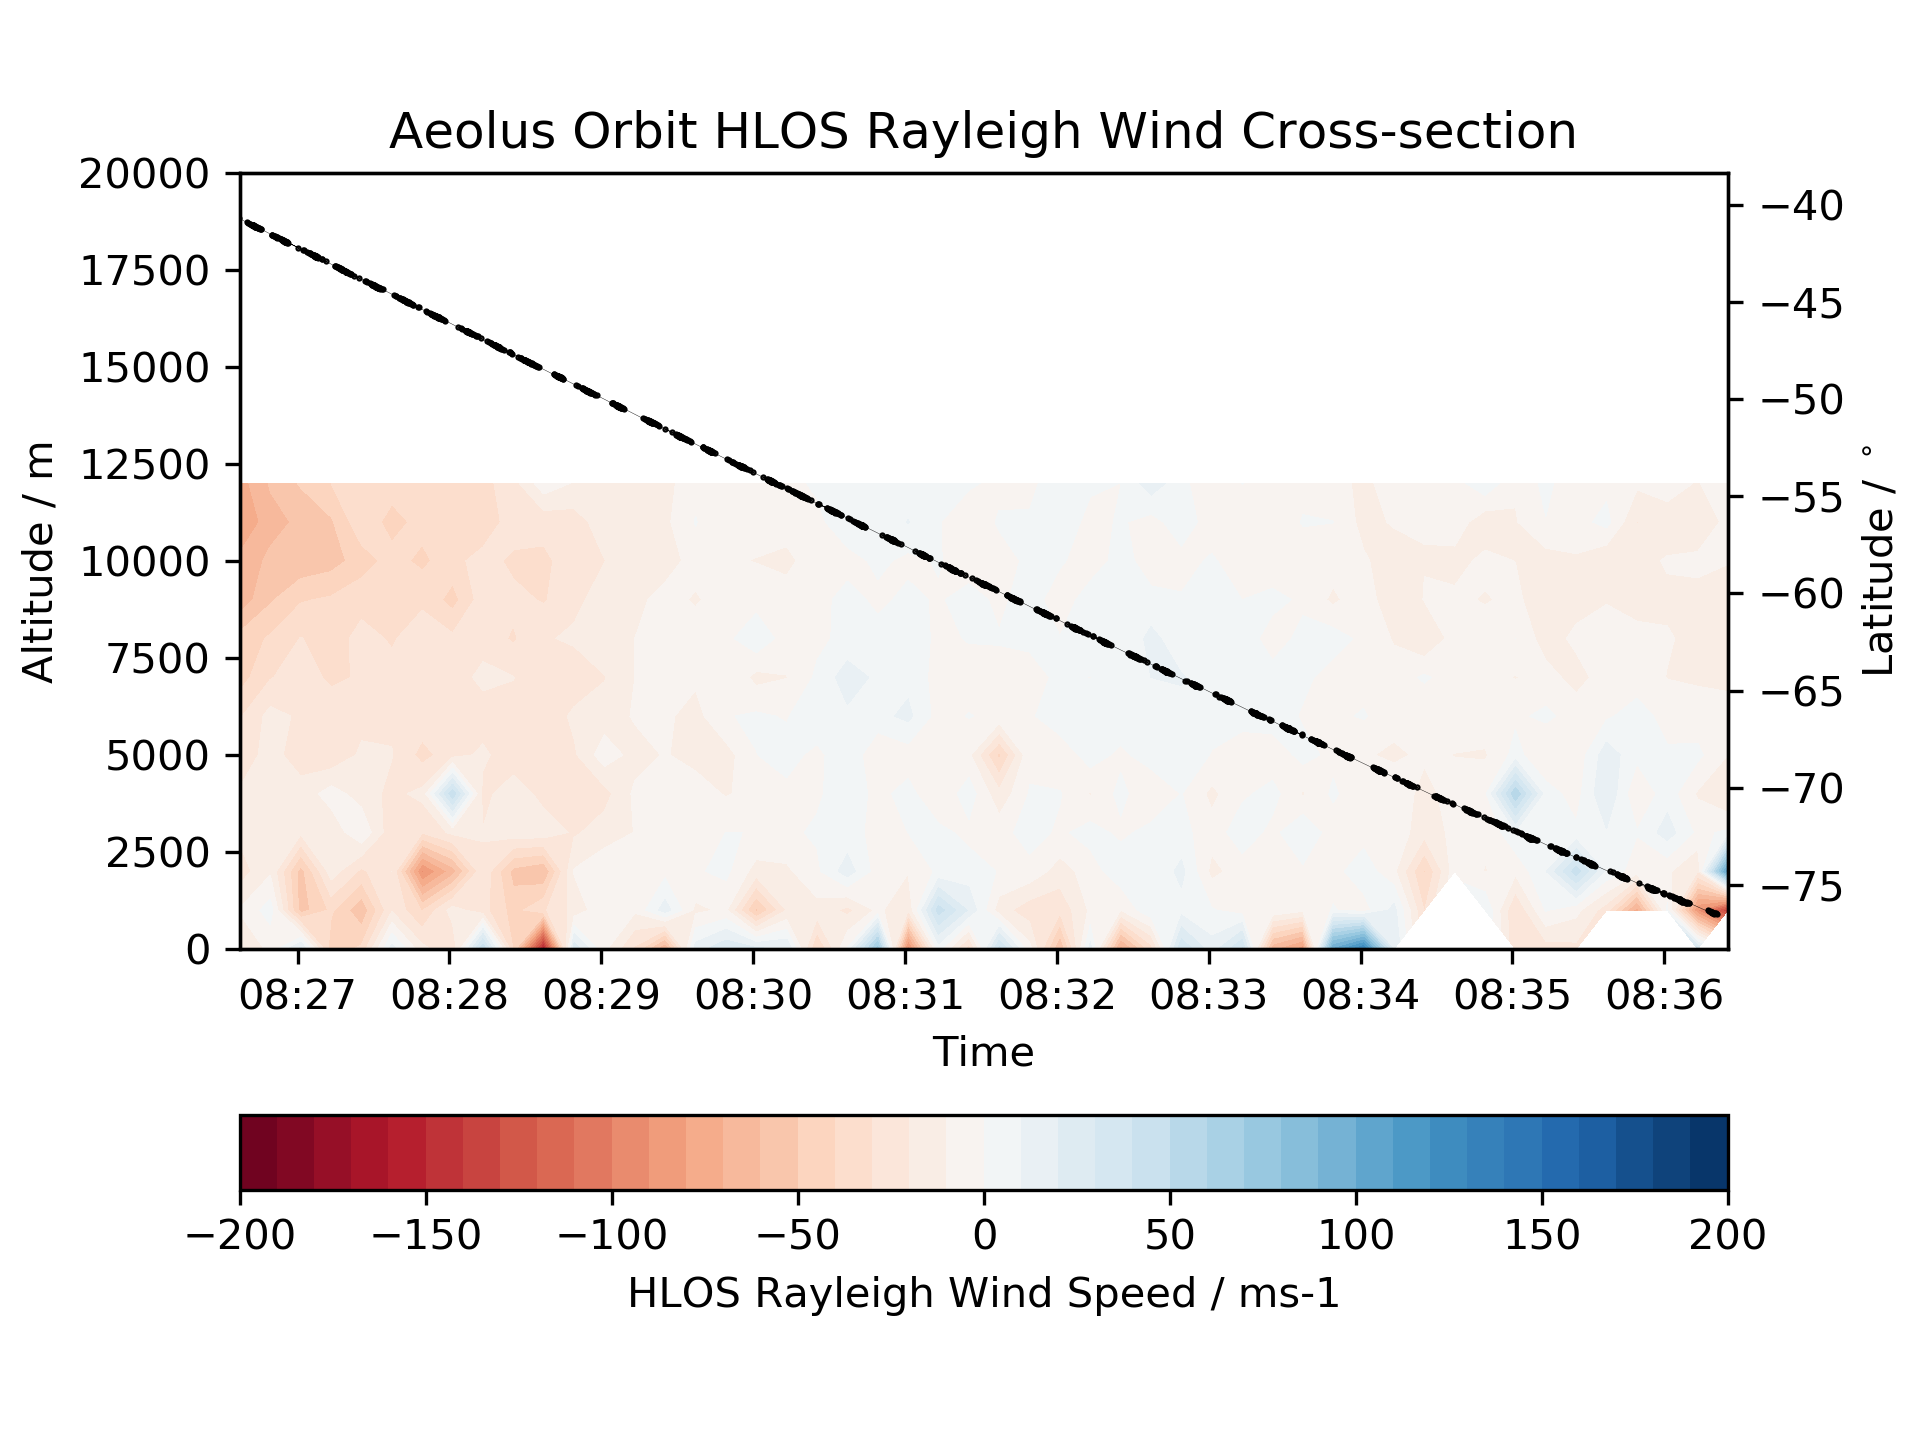 Aeolus Orbit HLOS Rayleigh Wind Cross-section
20000
17500
15000
12500
10000
7500
5000
2500
0
Altitude / m
−40
−45
−50
−55
−60
−65
−70
−75
Latitude / °
08:27 08:28 08:29 08:30 08:31 08:32 08:33 08:34 08:35 08:36
Time
−200 −150 −100 −50 0 50 100 150 200
HLOS Rayleigh Wind Speed / ms-1